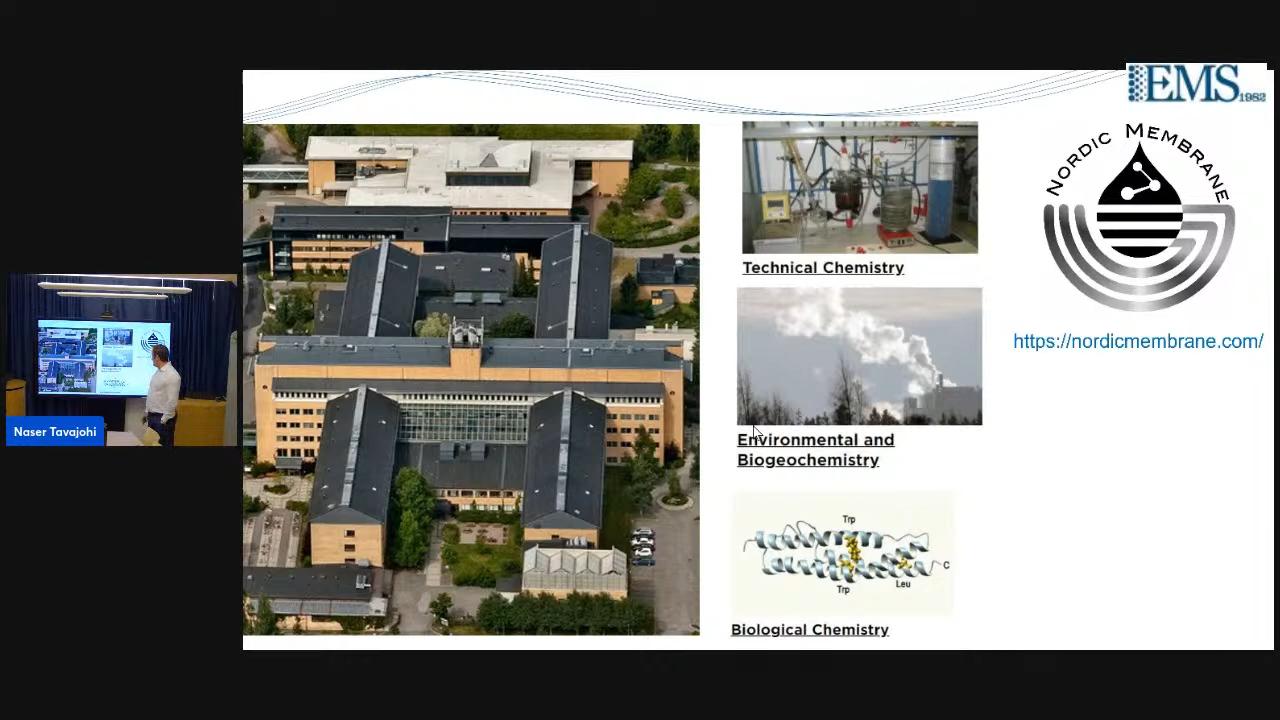 EMS 1982
NORDIC MEMBRANE
https://nordicmembrane.com/
Technical Chemistry
Environmental and
Biogeochemistry
Trp
Trp
Leu
C
Biological Chemistry
Naser Tavajohi